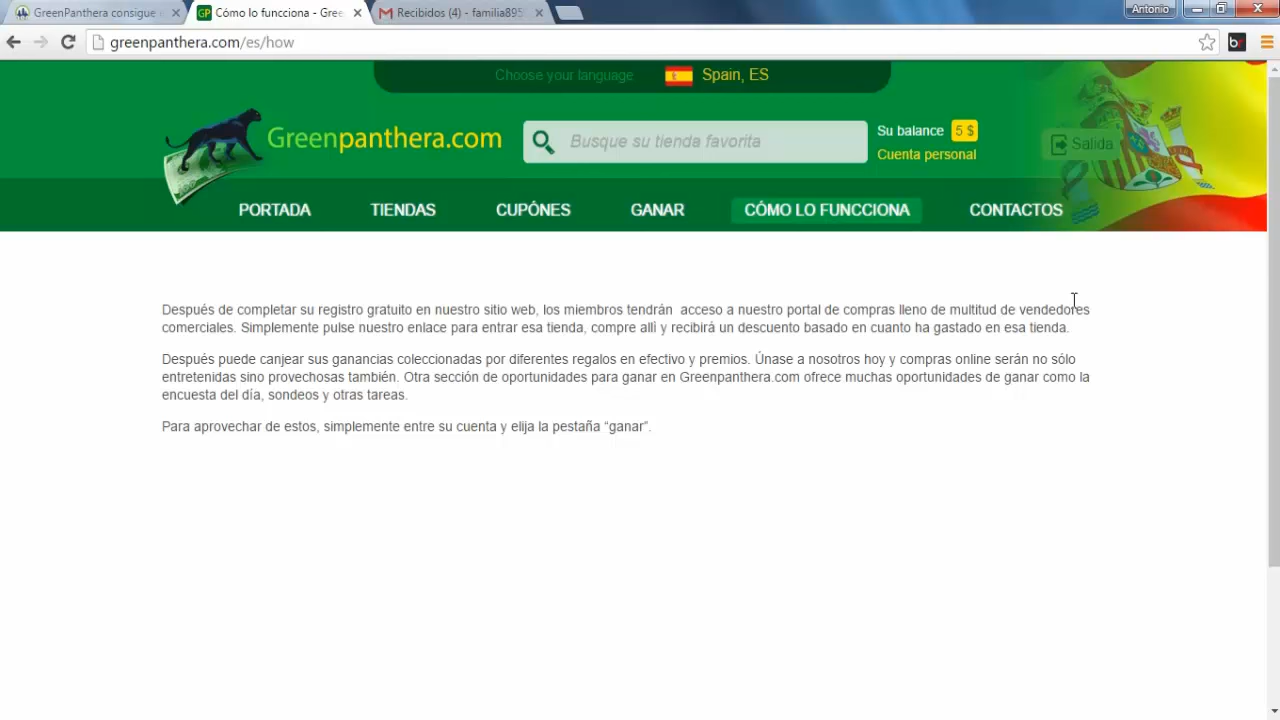 GreenPanthera consigue
Cómo lo funcciona - Gree
Recibidos (4) - familia895
Antonio
greenpanthera.com/es/how
Choose your language
Spain, ES
Greenpanthera.com
Busque su tienda favorita
Su balance 5 $
Cuenta personal
Salida
PORTADA TIENDAS CUPÓNES GANAR CÓMO LO FUNCCIONA CONTACTOS
Después de completar su registro gratuito en nuestro sitio web, los miembros tendrán acceso a nuestro portal de compras lleno de multitud de vendedores
comerciales. Simplemente pulse nuestro enlace para entrar esa tienda, compre allì y recibirá un descuento basado en cuanto ha gastado en esa tienda.
Después puede canjear sus ganancias coleccionadas por diferentes regalos en efectivo y premios. Únase a nosotros hoy y compras online serán no sólo
entretenidas sino provechosas también. Otra sección de oportunidades para ganar en Greenpanthera.com ofrece muchas oportunidades de ganar como la
encuesta del día, sondeos y otras tareas.
Para aprovechar de estos, simplemente entre su cuenta y elija la pestaña “ganar”.